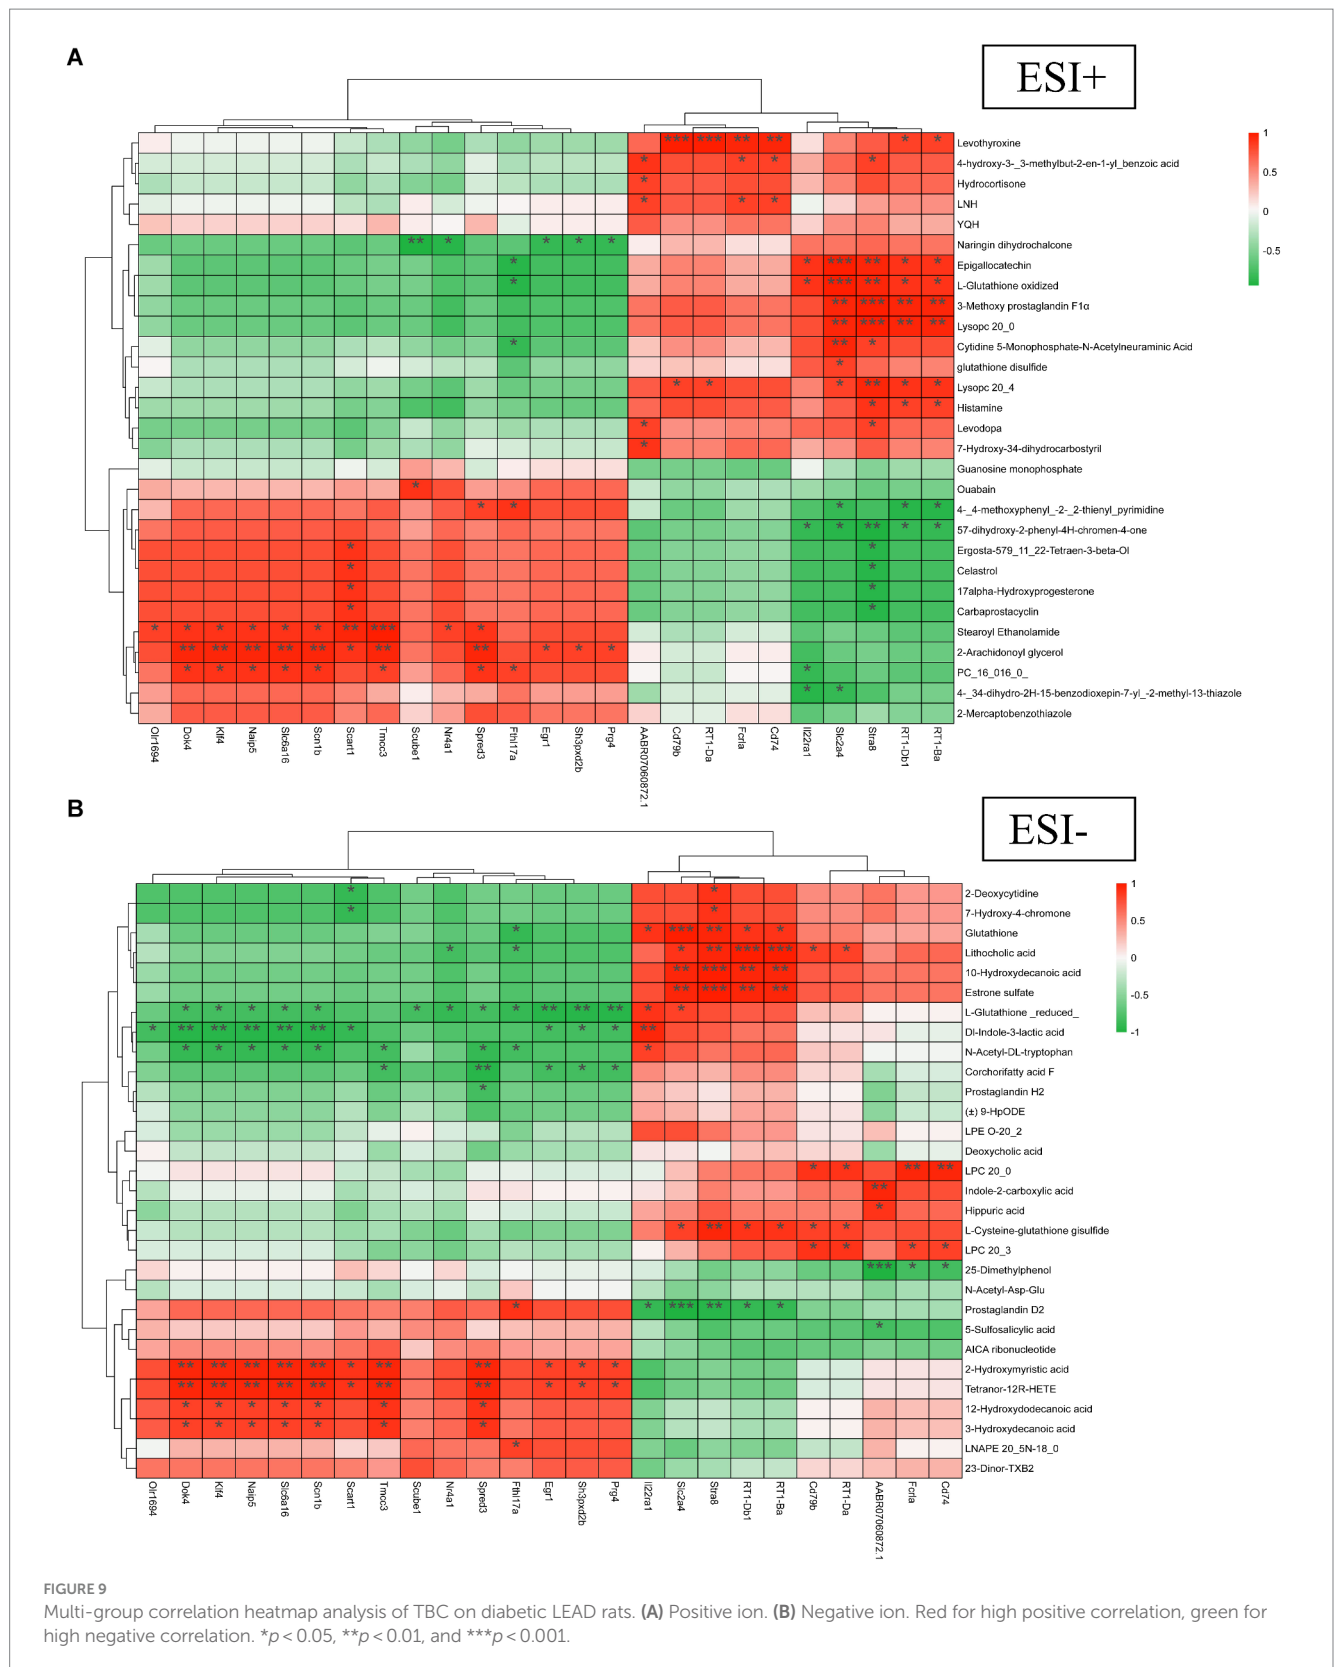 A
ESI+
Levothyroxine
4-hydroxy-3-_3-methylbut-2-en-1-yl_benzoic acid
Hydrocortisone
LNH
YQH
Naringin dihydrochalcone
Epigallocatechin
L-Glutathione oxidized
3-Methoxy prostaglandin F1α
Lysopc 20_0
Cytidine 5-Monophosphate-N-Acetylneuraminic Acid
glutathione disulfide
Lysopc 20_4
Histamine
Levodopa
7-Hydroxy-34-dihydrocarbostyril
Guanosine monophosphate
Ouabain
4-_4-methoxyphenyl_-2-_2-thienyl_pyrimidine
57-dihydroxy-2-phenyl-4H-chromen-4-one
Ergosta-579_11_22-Tetraen-3-beta-Ol
Celastrol
17alpha-Hydroxyprogesterone
Carbaprostacyclin
Stearoyl Ethanolamide
2-Arachidonoyl glycerol
PC_16_016_0_
4-_34-dihydro-2H-15-benzodioxepin-7-yl_-2-methyl-13-thiazole
2-Mercaptobenzothiazole
1
0.5
0
-0.5
Olr1694
Dok4
Klf4
Naip5
Slc6a16
Scn1b
Scart1
Tmcc3
Scube1
Nr4a1
Spred3
Fthl17a
Egr1
Sh3pxd2b
Prg4
AABR07060872.1
Cd79b
RT1-Da
Fcrla
Cd74
Il22ra1
Slc2a4
Stra8
RT1-Db1
RT1-Ba
B
ESI-
2-Deoxycytidine
7-Hydroxy-4-chromone
Glutathione
Lithocholic acid
10-Hydroxydecanoic acid
Estrone sulfate
L-Glutathione _reduced_
Dl-Indole-3-lactic acid
N-Acetyl-DL-tryptophan
Corchorifatty acid F
Prostaglandin H2
(±) 9-HpODE
LPE O-20_2
Deoxycholic acid
LPC 20_0
Indole-2-carboxylic acid
Hippuric acid
L-Cysteine-glutathione gisulfide
LPC 20_3
25-Dimethylphenol
N-Acetyl-Asp-Glu
Prostaglandin D2
5-Sulfosalicylic acid
AICA ribonucleotide
2-Hydroxymyristic acid
Tetranor-12R-HETE
12-Hydroxydodecanoic acid
3-Hydroxydecanoic acid
LNAPE 20_5N-18_0
23-Dinor-TXB2
1
0.5
0
-0.5
-1
Olr1694
Dok4
Klf4
Naip5
Slc6a16
Scn1b
Scart1
Tmcc3
Scube1
Nr4a1
Spred3
Fthl17a
Egr1
Sh3pxd2b
Prg4
Il22ra1
Slc2a4
Stra8
RT1-Db1
RT1-Ba
Cd79b
RT1-Da
AABR07060872.1
Fcrla
Cd74
FIGURE 9
Multi-group correlation heatmap analysis of TBC on diabetic LEAD rats. (A) Positive ion. (B) Negative ion. Red for high positive correlation, green for
high negative correlation. *p < 0.05, **p < 0.01, and ***p < 0.001.